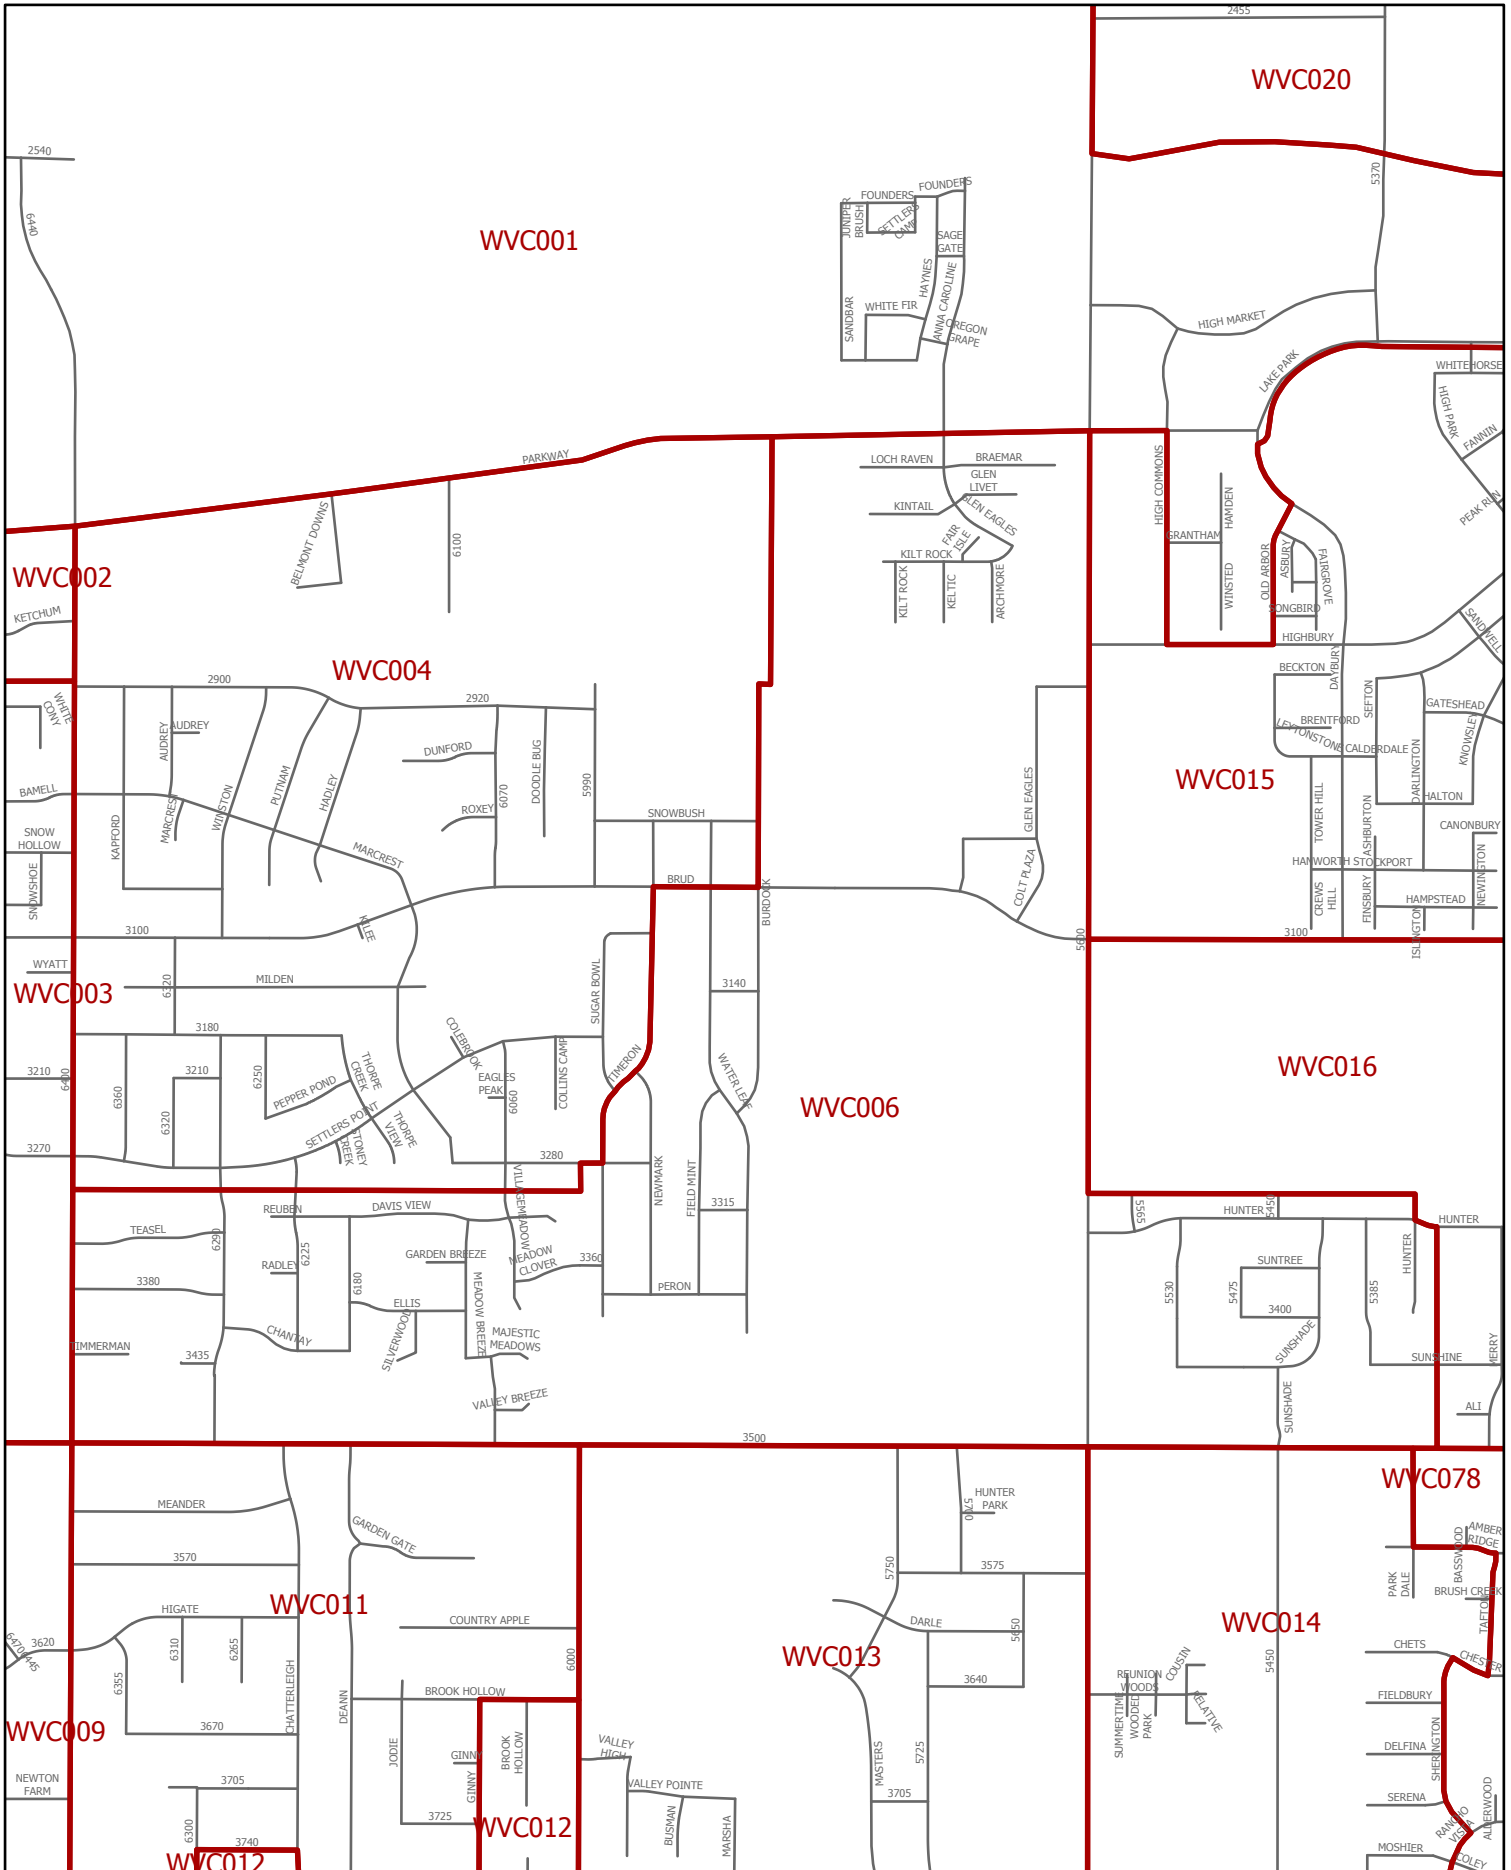 2455
WVC020
2540
6440
5370
WVC001
FOUNDERS
FOUNDERS
JUNIPER
BRUSH
SETTLERS
CAMP
SAGE
GATE
HAYNES
ANNA CAROLINE
SANDBAR
WHITE FIR
OREGON
GRAPE
HIGH MARKET
LAKE PARK
WHITEHORSE
HIGH PARK
FANNIN
PEAK RUN
PARKWAY
LOCH RAVEN
BRAEMAR
GLEN
LIVET
KINTAIL
GLEN EAGLES
FAIR
ISLE
KILT ROCK
KILT ROCK
KELTIC
ARCHMORE
HIGH COMMONS
HAMDEN
GRANTHAM
WINSTED
OLD ARBOR
ASBURY
FAIRGROVE
SONGBIRD
HIGHBURY
SANDWELL
BELMONT DOWNS
6100
WVC002
KETCHUM
WVC004
WHITE
CONY
2900
2920
AUDREY
AUDREY
DUNFORD
DOODLE BUG
5990
6070
ROXEY
PUTNAM
HADLEY
WINSTON
MARCREST
MARCREST
KAPFORD
BAMELL
SNOW
HOLLOW
SNOWSHOE
SNOWBUSH
BRUD
BURDOCK
GLEN EAGLES
COLT PLAZA
5600
BECKTON
DAYBURY
SEFTON
GATESHEAD
BRENTFORD
LEYTONSTONE
CALDERDALE
KNOWSLEY
DARLINGTON
HALTON
WVC015
TOWER HILL
ASHBURTON
CANONBURY
HANWORTH
STOCKPORT
NEWINGTON
CREWS
HILL
FINSBURY
HAMPSTEAD
ISLINGTON
3100
3100
KILEE
WYATT
WVC003
6320
MILDEN
SUGAR BOWL
3140
3180
COLEBROOK
COLLINS CAMP
TIMERON
WATER LEAF
WVC016
3210
6400
6360
3210
6250
THORPE
CREEK
PEPPER POND
EAGLES
PEAK
6060
WVC006
6320
SETTLERS POINT
STONEY
CREEK
THORPE
VIEW
3270
3280
NEWMARK
FIELD MINT
3315
VILLAGE
MEADOW
REUBEN
DAVIS VIEW
TEASEL
6290
6225
GARDEN BREEZE
MEADOW
CLOVER
3360
RADLEY
6180
3380
PERON
ELLIS
MEADOW BREEZE
SILVERWOOD
MAJESTIC
MEADOWS
CHANTAY
TIMMERMAN
3435
VALLEY BREEZE
5565
5450
HUNTER
HUNTER
HUNTER
SUNTREE
5530
5475
5385
3400
SUNSHADE
SUNSHINE
MERRY
SUNSHADE
ALI
3500
WVC078
MEANDER
GARDEN GATE
3570
HUNTER
PARK
5700
5750
3575
AMBER
RIDGE
BASSWOOD
PARK
DALE
BRUSH CREEK
TAFTON
WVC011
HIGATE
COUNTRY APPLE
6310
6265
3620
6470
6445
6355
6000
DARLE
5650
WVC013
3640
WVC014
5450
CHETS
CHESTER
COUSIN
REUNION
WOODS
SUMMERTIME
WOODED
PARK
RELATIVE
FIELDBURY
WVC009
CHATTERLEIGH
DEANN
BROOK HOLLOW
3670
JODIE
GINNY
GINNY
BROOK
HOLLOW
VALLEY
HIGH
VALLEY POINTE
MASTERS
5725
DELFINA
SHERINGTON
NEWTON
FARM
3705
3705
BUSMAN
MARSHA
SERENA
RANCHO
VISTA
ALDERWOOD
6300
3725
WVC012
3740
WVC012
MOSHIER
COLEY